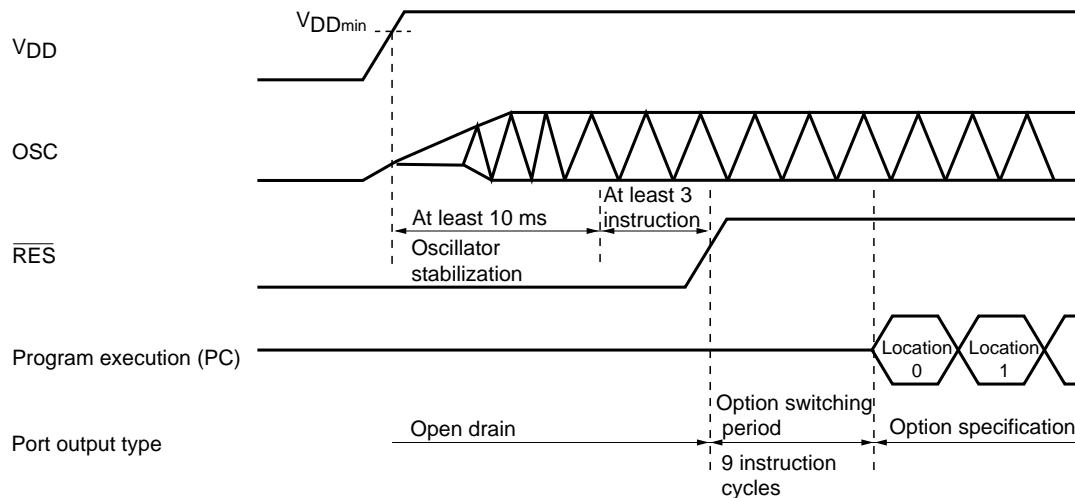 VDDmin
VDD
OSC
At least 10 ms
At least 3
instruction
RES
Oscillator
stabilization
Program execution (PC)
Location
0
Location
1
Port output type
Open drain
Option switching
period
Option specification
9 instruction
cycles